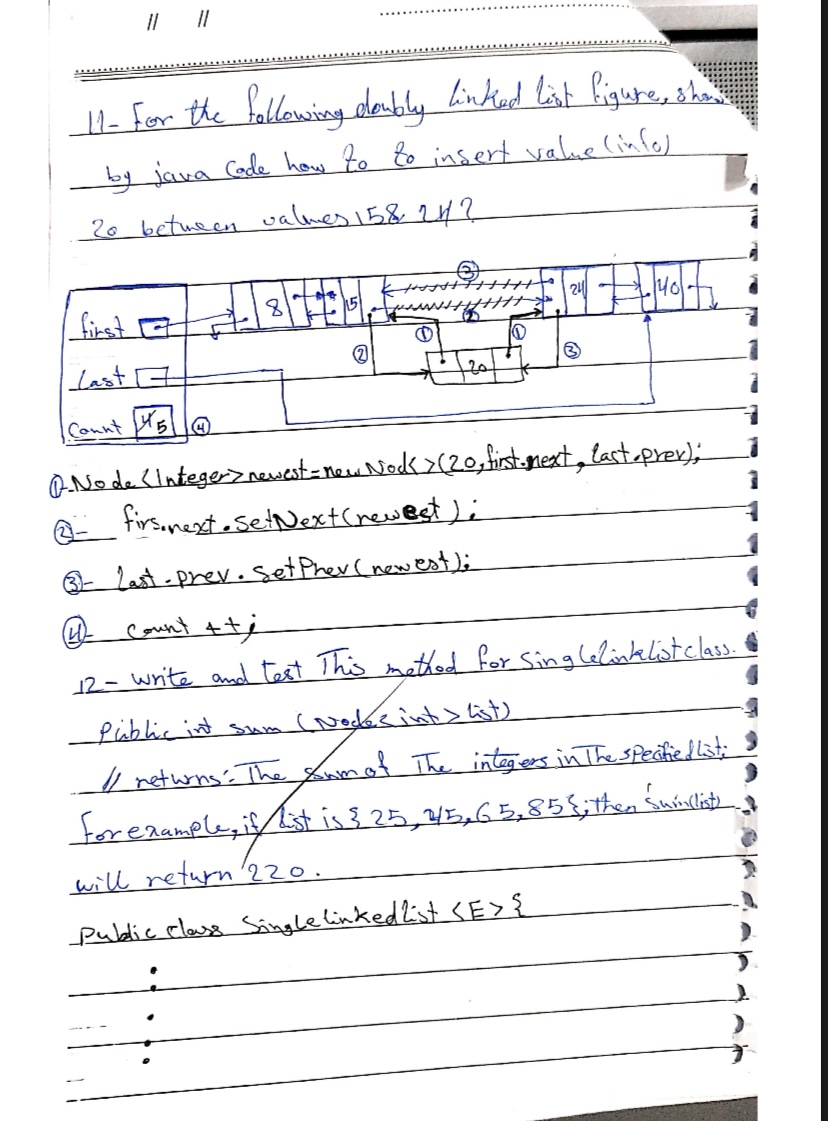 // //
11- For the following doubly linked list figure, show
by java code how to to insert value (info)
20 between values 15 & 24?
③
first 8 15 24 40
② ① ①
Last ② 20 ③
Count 4 5 ④
①- Node <Integer> newest = new Nod< >(20, first.next, last.prev);
②- firs.next.SetNext(newest);
③- last.prev.setPrev(newest);
④- Count ++;
12- write and test This method for SingleLinklist class.
Public int sum (Node<int> list)
// returns: The sum of The integers in The specified list;
for example, if list is {25, 45, 65, 85}; then sum(list)
will return 220.
public class SingleLinkedlist <E> {